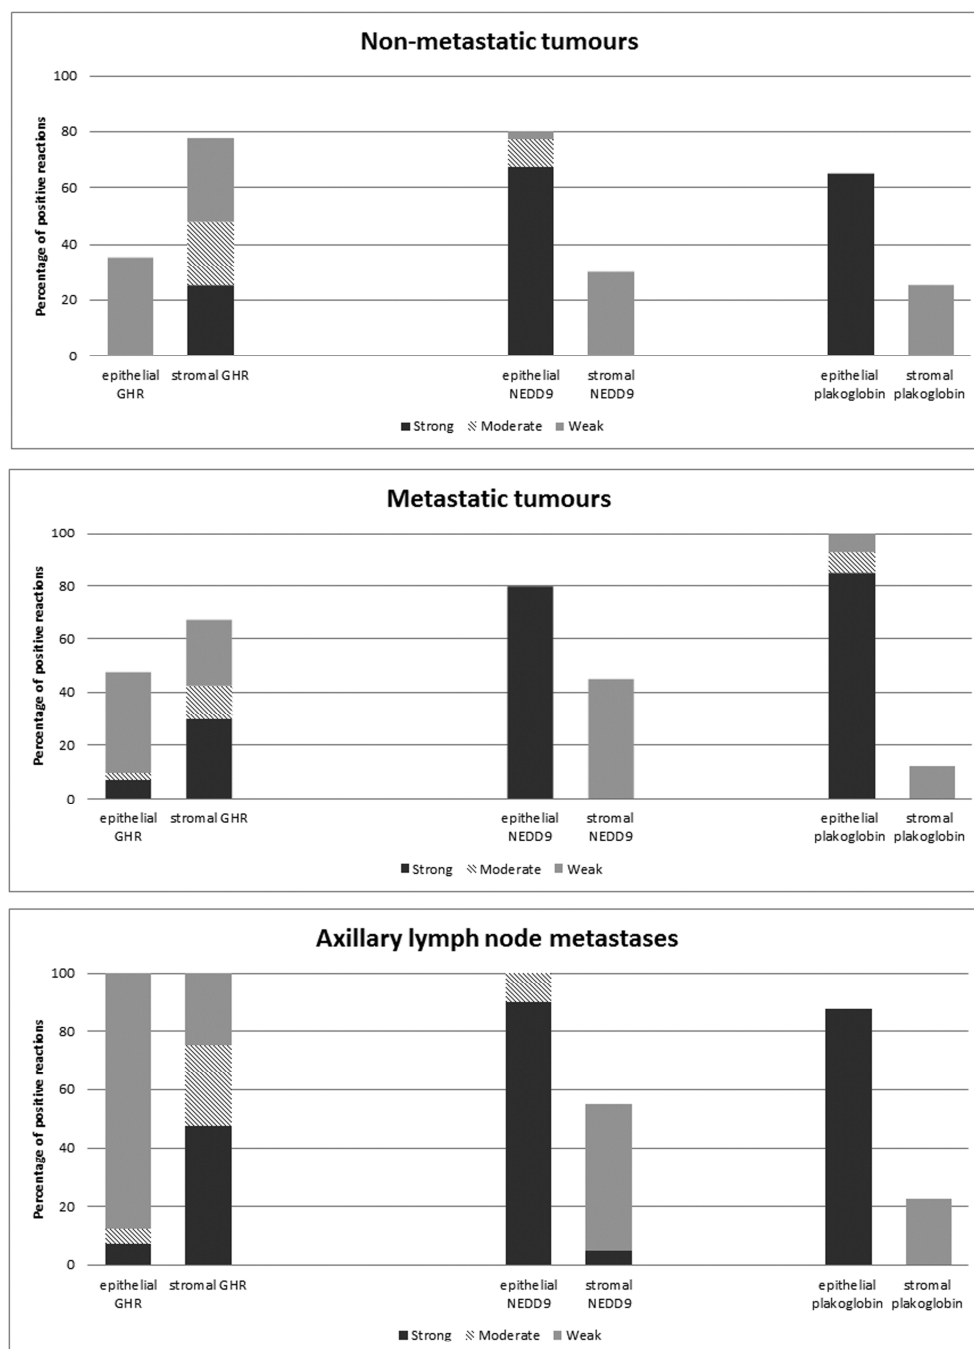 Non-metastatic tumours
Percentage of positive reactions
100
80
60
40
20
0
epithelial GHR
stromal GHR
epithelial NEDD9
stromal NEDD9
epithelial plakoglobin
stromal plakoglobin
Strong Moderate Weak
Metastatic tumours
Percentage of positive reactions
100
80
60
40
20
0
epithelial GHR
stromal GHR
epithelial NEDD9
stromal NEDD9
epithelial plakoglobin
stromal plakoglobin
Strong Moderate Weak
Axillary lymph node metastases
Percentage of positive reactions
100
80
60
40
20
0
epithelial GHR
stromal GHR
epithelial NEDD9
stromal NEDD9
epithelial plakoglobin
stromal plakoglobin
Strong Moderate Weak